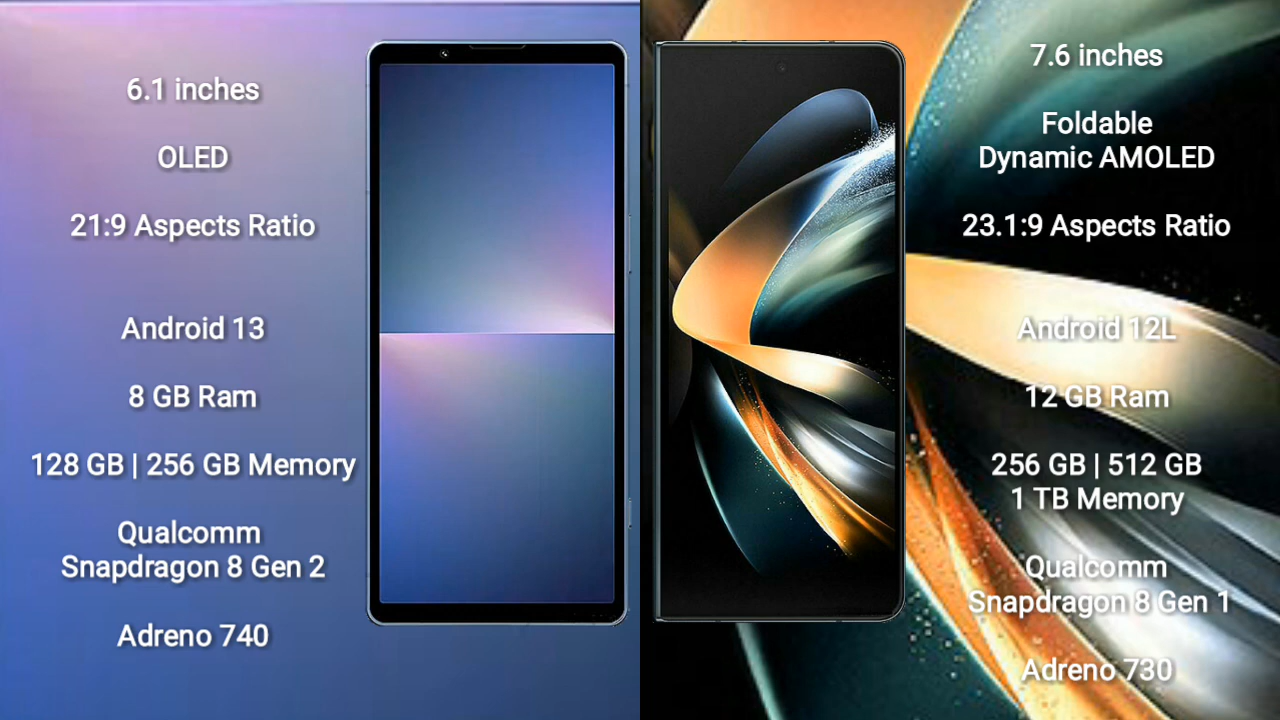 6.1 inches
OLED
21:9 Aspects Ratio
Android 13
8 GB Ram
128 GB | 256 GB Memory
Qualcomm
Snapdragon 8 Gen 2
Adreno 740
7.6 inches
Foldable
Dynamic AMOLED
23.1:9 Aspects Ratio
Android 12L
12 GB Ram
256 GB | 512 GB
1 TB Memory
Qualcomm
Snapdragon 8 Gen 1
Adreno 730